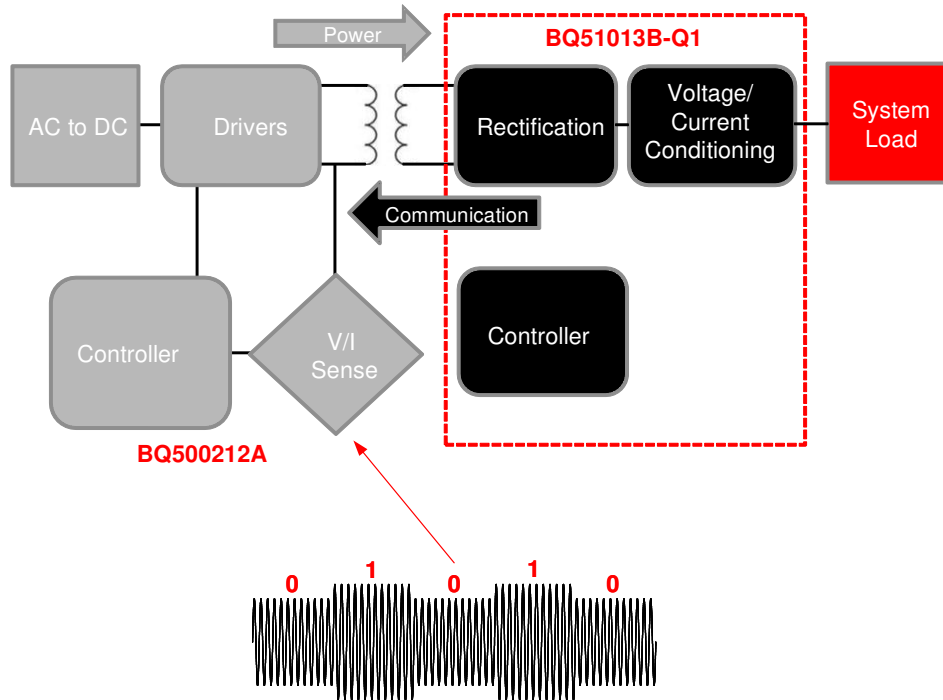 Power
BQ51013B-Q1
AC to DC
Drivers
Rectification
Voltage/
Current
Conditioning
System
Load
Communication
Controller
V/I
Sense
Controller
BQ500212A
0
1
0
1
0